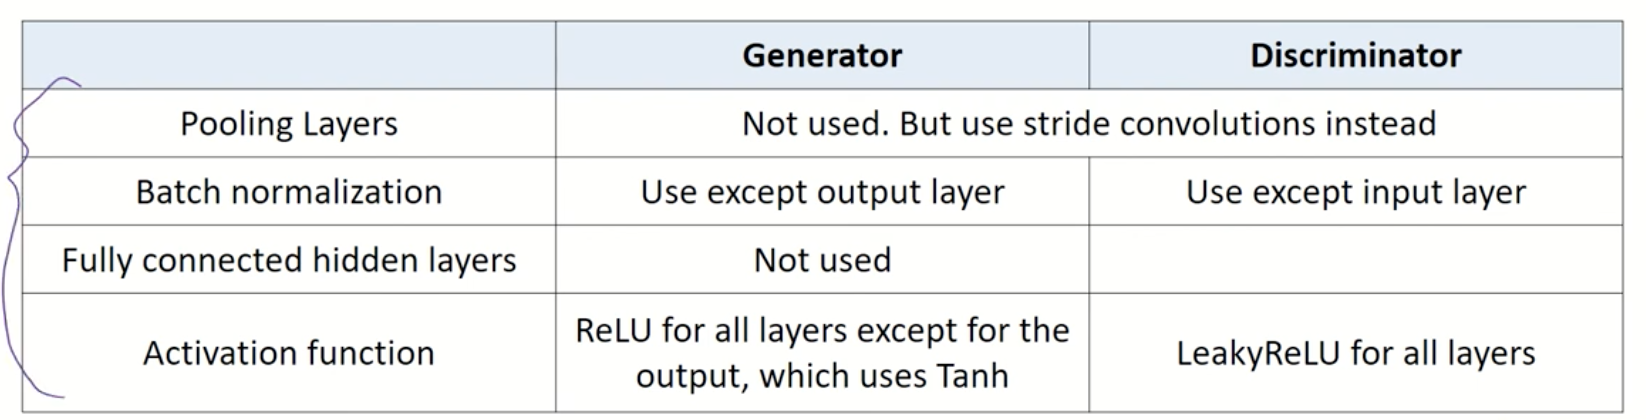 Generator Discriminator
Pooling Layers Not used. But use stride convolutions instead
Batch normalization Use except output layer Use except input layer
Fully connected hidden layers Not used
Activation function ReLU for all layers except for the
output, which uses Tanh LeakyReLU for all layers